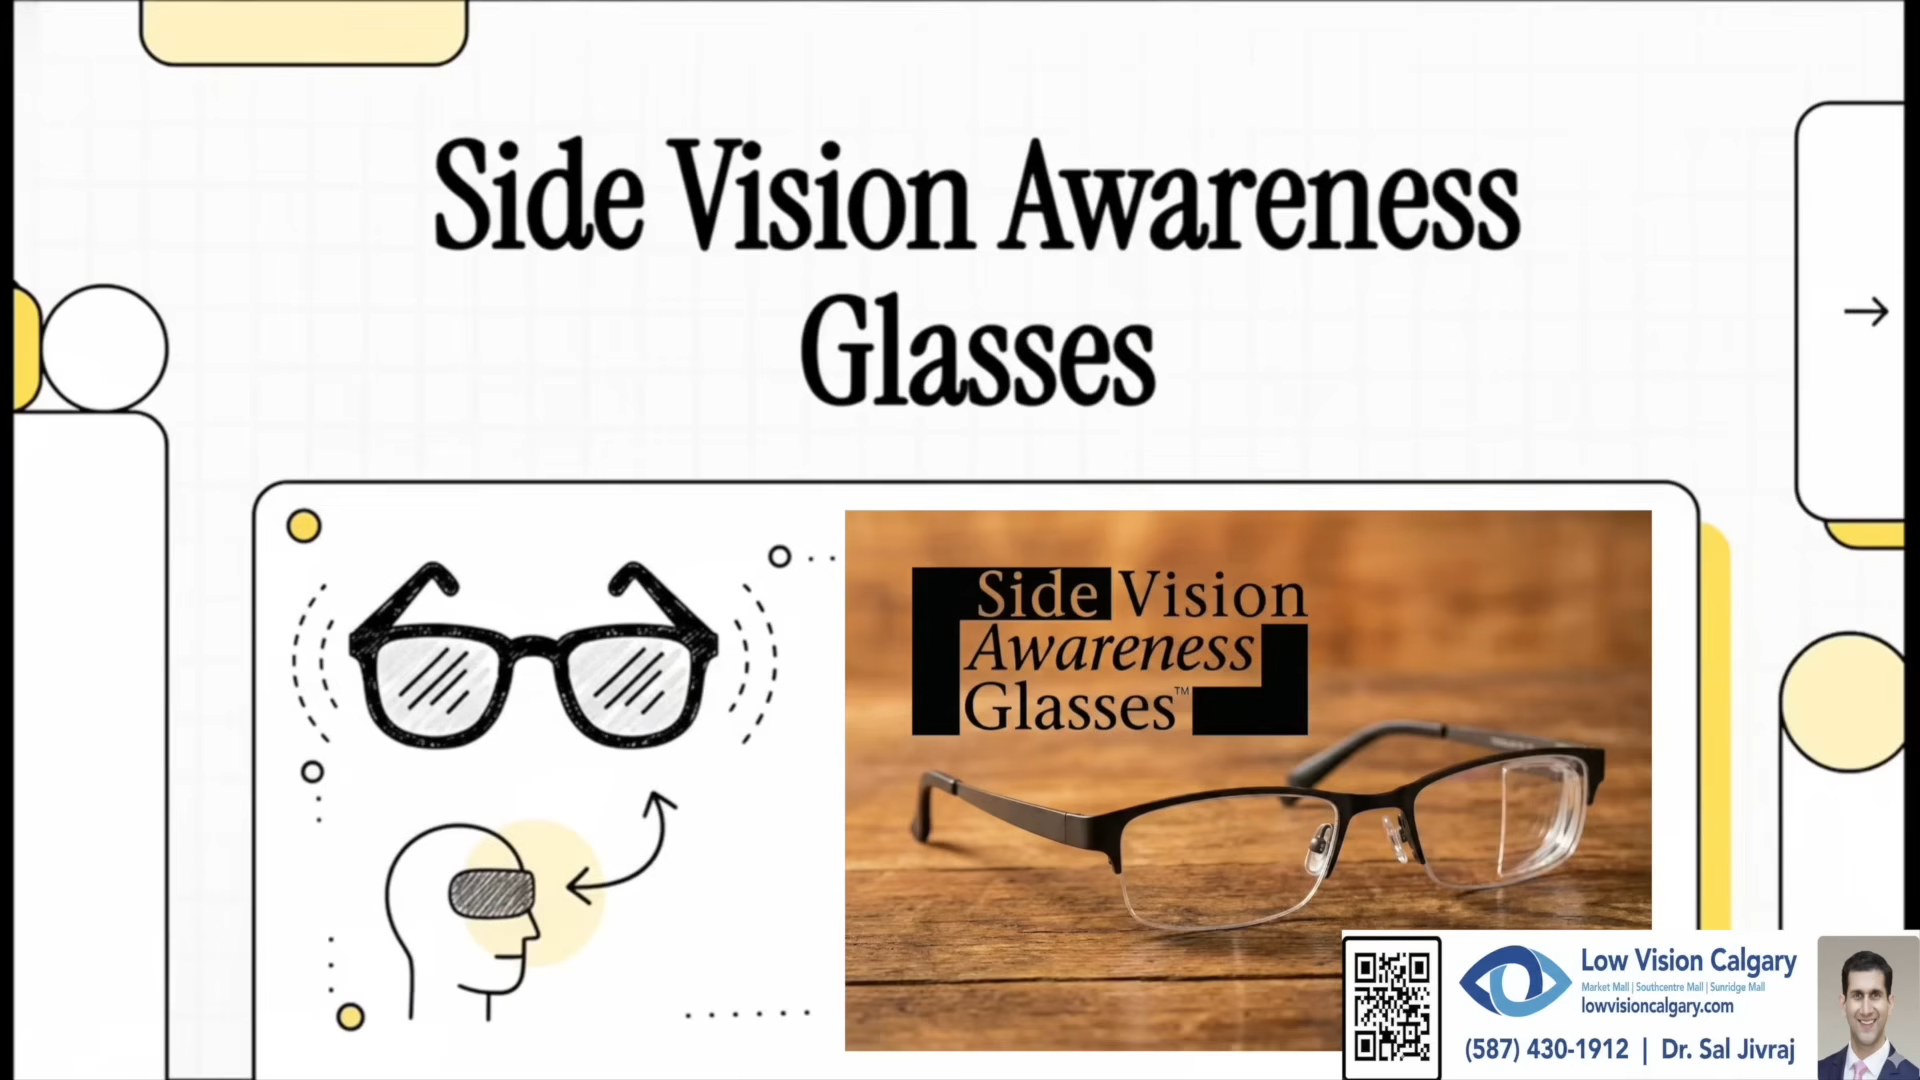 Side Vision Awareness
Glasses
Side Vision
Awareness
Glasses™
Low Vision Calgary
Market Mall | Southcentre Mall | Sunridge Mall
lowvisioncalgary.com
(587) 430-1912 | Dr. Sal Jivraj